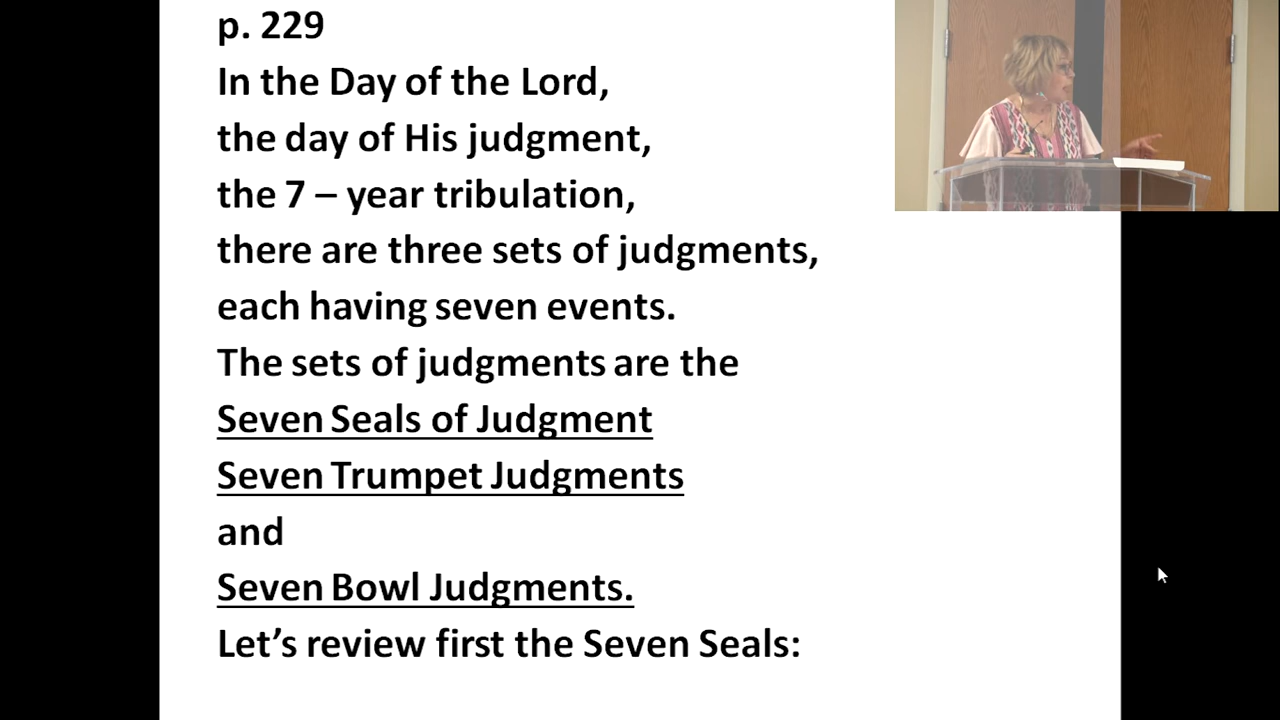 p. 229
In the Day of the Lord,
the day of His judgment,
the 7 – year tribulation,
there are three sets of judgments,
each having seven events.
The sets of judgments are the
Seven Seals of Judgment
Seven Trumpet Judgments
and
Seven Bowl Judgments.
Let’s review first the Seven Seals: